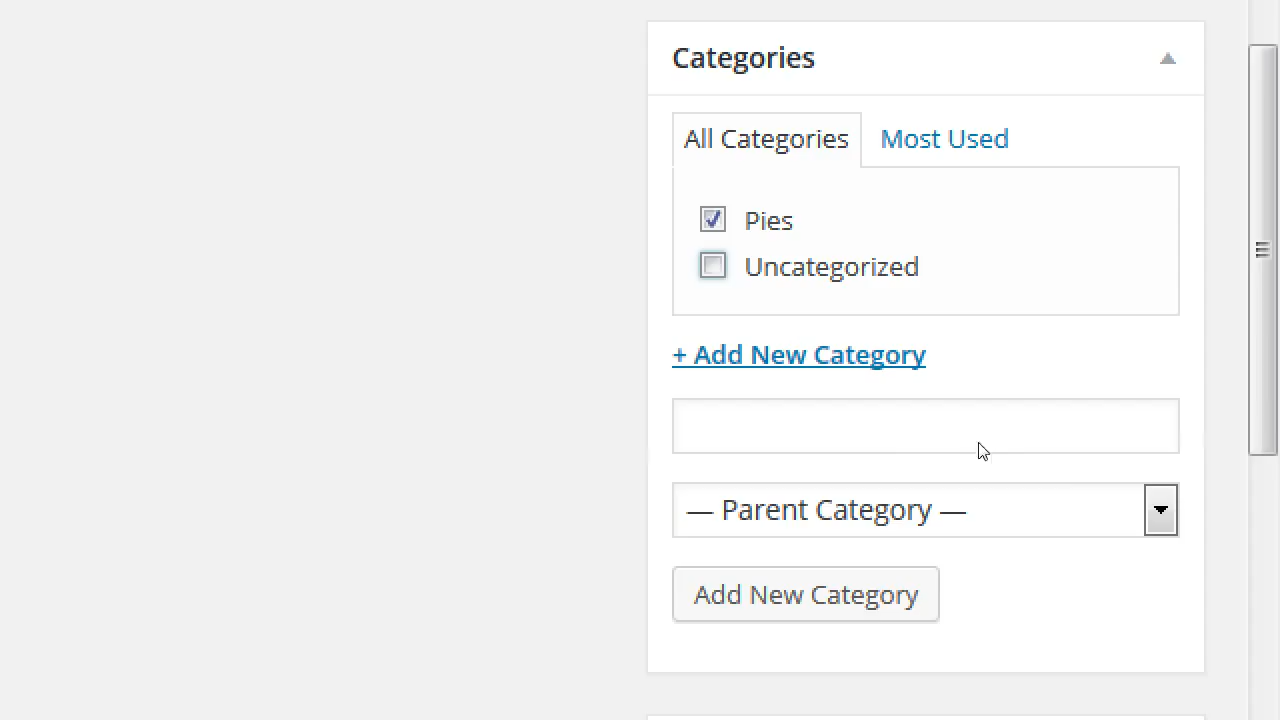 Categories
All Categories
Most Used
Pies
Uncategorized
+ Add New Category
— Parent Category —
Add New Category